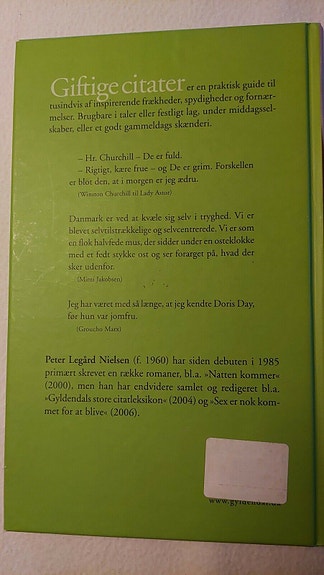 Giftige citater er en praktisk guide til
tusindvis af inspirerende frækheder, spydigheder og fornær-
melser. Brugbare i taler eller festligt lag, under middagssel-
skaber, eller et godt gammeldags skænderi.
– Hr. Churchill – De er fuld.
– Rigtigt, kære frue – og De er grim. Forskellen
er blot den, at i morgen er jeg ædru.
(Winston Churchill til Lady Astor)
Danmark er ved at kvæle sig selv i tryghed. Vi er
blevet selvtilstrækkelige og selvcentrerede. Vi er som
en flok halvfede mus, der sidder under en osteklokke
med et fedt stykke ost og ser forarget på, hvad der
sker udenfor.
(Mimi Jakobsen)
Jeg har været med så længe, at jeg kendte Doris Day,
før hun var jomfru.
(Groucho Marx)
Peter Legård Nielsen (f. 1960) har siden debuten i 1985
primært skrevet en række romaner, bl.a. »Natten kommer«
(2000), men han har endvidere samlet og redigeret bl.a.
»Gyldendals store citatleksikon« (2004) og »Sex er nok kom-
met for at blive« (2006).